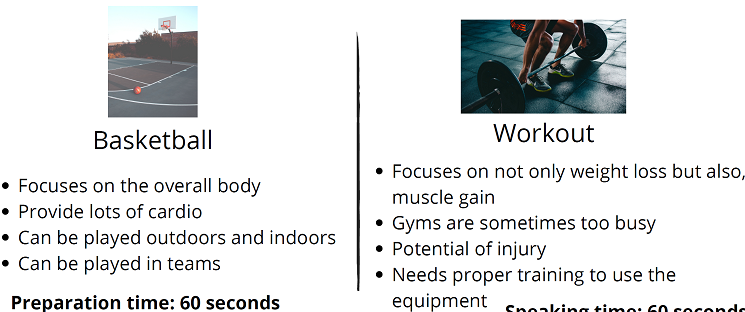 Basketball
• Focuses on the overall body
• Provide lots of cardio
• Can be played outdoors and indoors
• Can be played in teams
Preparation time: 60 seconds
Workout
• Focuses on not only weight loss but also,
muscle gain
• Gyms are sometimes too busy
• Potential of injury
• Needs proper training to use the
equipment
Speaking time: 60 seconds